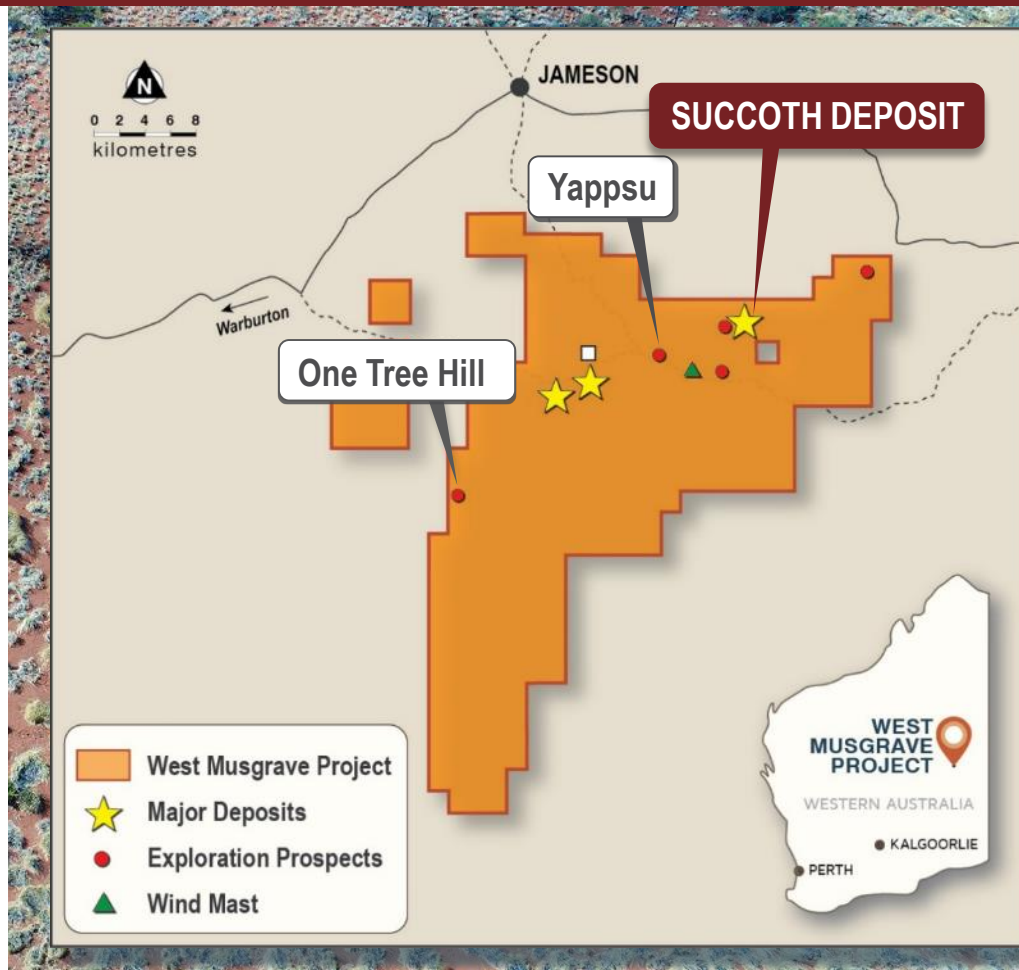 N
0 2 4 6 8
kilometres
JAMESON
SUCCOTH DEPOSIT
Yappsu
Warburton
One Tree Hill
West Musgrave Project
Major Deposits
Exploration Prospects
Wind Mast
WEST
MUSGRAVE
PROJECT
WESTERN AUSTRALIA
KALGOORLIE
PERTH